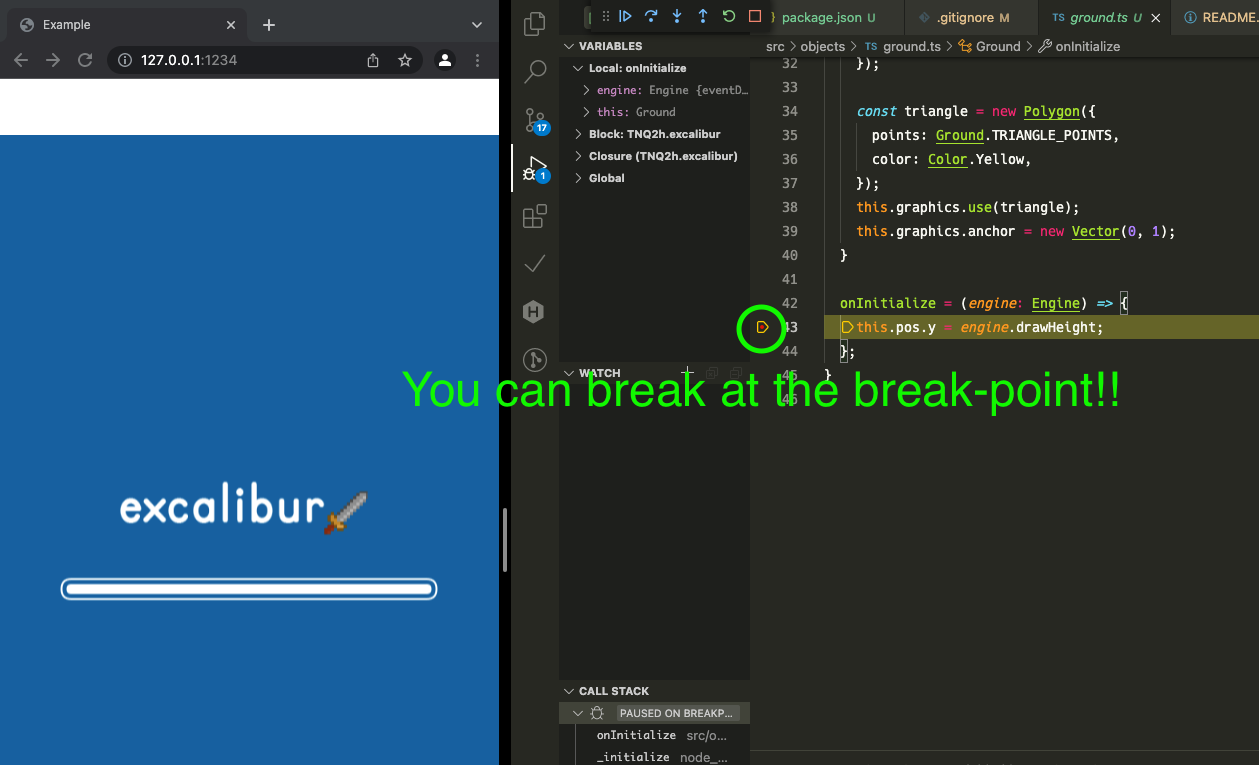 Example
127.0.0.1:1234
excalibur
17
1
VARIABLES
Local: onInitialize
engine: Engine {eventD…
this: Ground
Block: TNQ2h.excalibur
Closure (TNQ2h.excalibur)
Global
WATCH
CALL STACK
PAUSED ON BREAKP…
onInitialize src/o...
_initialize node_...
package.json U
.gitignore M
TS ground.ts U
README.
src > objects > TS ground.ts > Ground > onInitialize
32 });
33
34 const triangle = new Polygon({
35 points: Ground.TRIANGLE_POINTS,
36 color: Color.Yellow,
37 });
38 this.graphics.use(triangle);
39 this.graphics.anchor = new Vector(0, 1);
40 }
41
42 onInitialize = (engine: Engine) => {
43 this.pos.y = engine.drawHeight;
44 };
45 }
You can break at the break-point!!